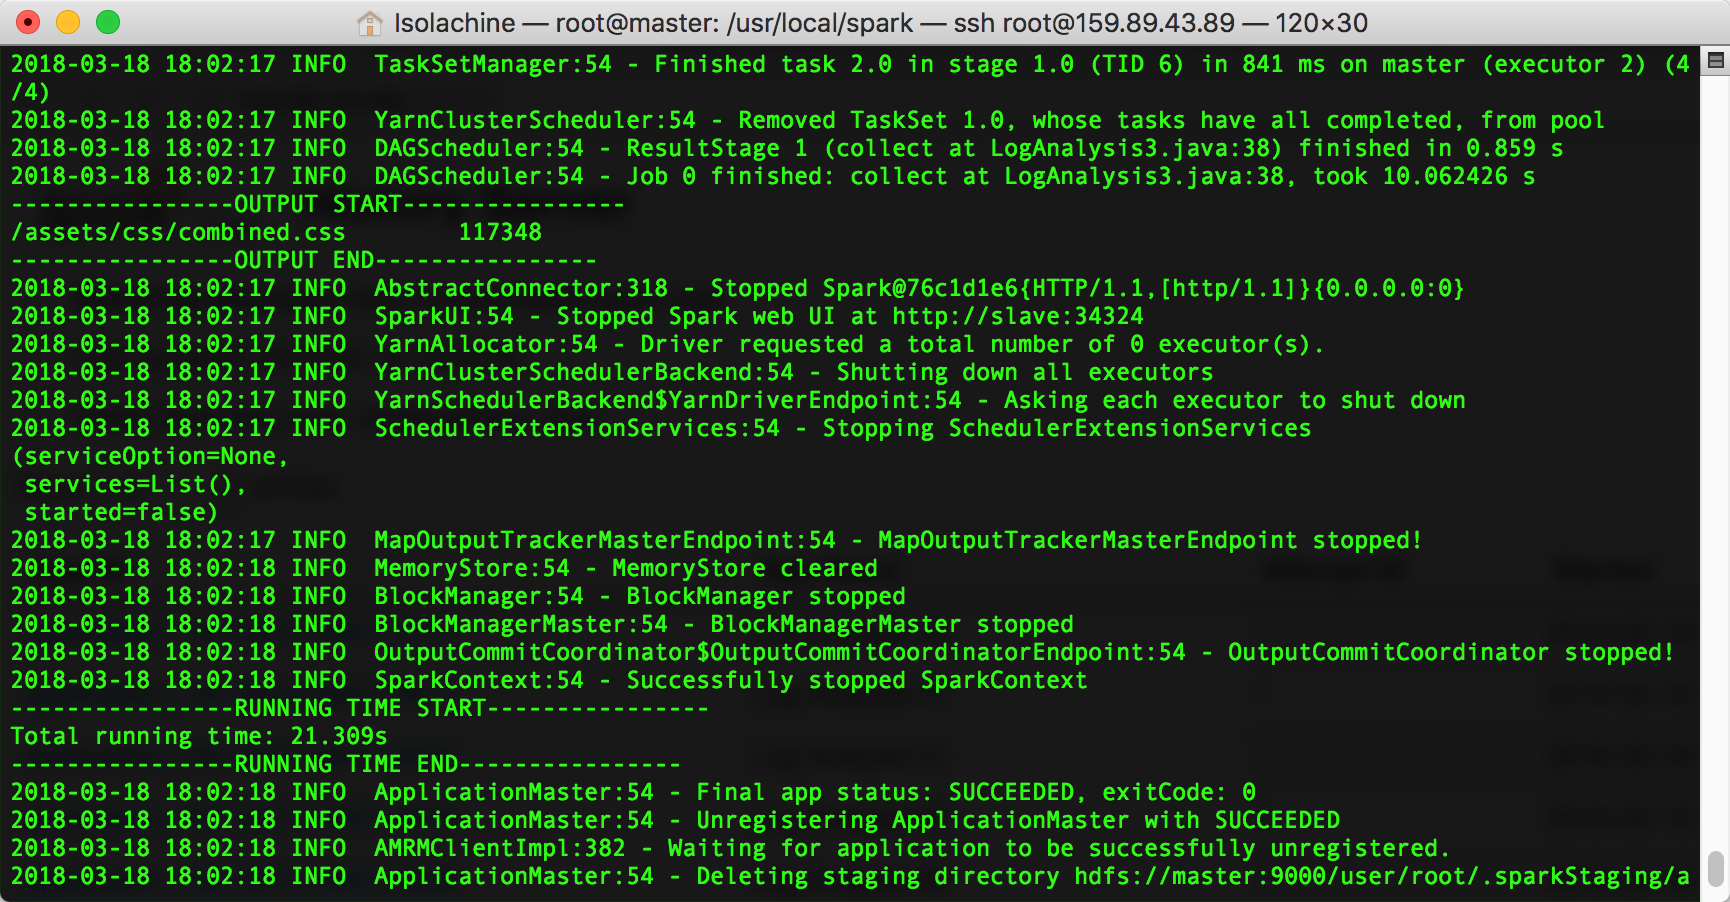 lsolachine — root@master: /usr/local/spark — ssh root@159.89.43.89 — 120×30
2018-03-18 18:02:17 INFO  TaskSetManager:54 - Finished task 2.0 in stage 1.0 (TID 6) in 841 ms on master (executor 2) (4
/4)
2018-03-18 18:02:17 INFO  YarnClusterScheduler:54 - Removed TaskSet 1.0, whose tasks have all completed, from pool
2018-03-18 18:02:17 INFO  DAGScheduler:54 - ResultStage 1 (collect at LogAnalysis3.java:38) finished in 0.859 s
2018-03-18 18:02:17 INFO  DAGScheduler:54 - Job 0 finished: collect at LogAnalysis3.java:38, took 10.062426 s
----------------OUTPUT START----------------
/assets/css/combined.css        117348
----------------OUTPUT END----------------
2018-03-18 18:02:17 INFO  AbstractConnector:318 - Stopped Spark@76c1d1e6{HTTP/1.1,[http/1.1]}{0.0.0.0:0}
2018-03-18 18:02:17 INFO  SparkUI:54 - Stopped Spark web UI at http://slave:34324
2018-03-18 18:02:17 INFO  YarnAllocator:54 - Driver requested a total number of 0 executor(s).
2018-03-18 18:02:17 INFO  YarnClusterSchedulerBackend:54 - Shutting down all executors
2018-03-18 18:02:17 INFO  YarnSchedulerBackend$YarnDriverEndpoint:54 - Asking each executor to shut down
2018-03-18 18:02:17 INFO  SchedulerExtensionServices:54 - Stopping SchedulerExtensionServices
(serviceOption=None,
 services=List(),
 started=false)
2018-03-18 18:02:17 INFO  MapOutputTrackerMasterEndpoint:54 - MapOutputTrackerMasterEndpoint stopped!
2018-03-18 18:02:18 INFO  MemoryStore:54 - MemoryStore cleared
2018-03-18 18:02:18 INFO  BlockManager:54 - BlockManager stopped
2018-03-18 18:02:18 INFO  BlockManagerMaster:54 - BlockManagerMaster stopped
2018-03-18 18:02:18 INFO  OutputCommitCoordinator$OutputCommitCoordinatorEndpoint:54 - OutputCommitCoordinator stopped!
2018-03-18 18:02:18 INFO  SparkContext:54 - Successfully stopped SparkContext
----------------RUNNING TIME START----------------
Total running time: 21.309s
----------------RUNNING TIME END----------------
2018-03-18 18:02:18 INFO  ApplicationMaster:54 - Final app status: SUCCEEDED, exitCode: 0
2018-03-18 18:02:18 INFO  ApplicationMaster:54 - Unregistering ApplicationMaster with SUCCEEDED
2018-03-18 18:02:18 INFO  AMRMClientImpl:382 - Waiting for application to be successfully unregistered.
2018-03-18 18:02:18 INFO  ApplicationMaster:54 - Deleting staging directory hdfs://master:9000/user/root/.sparkStaging/a